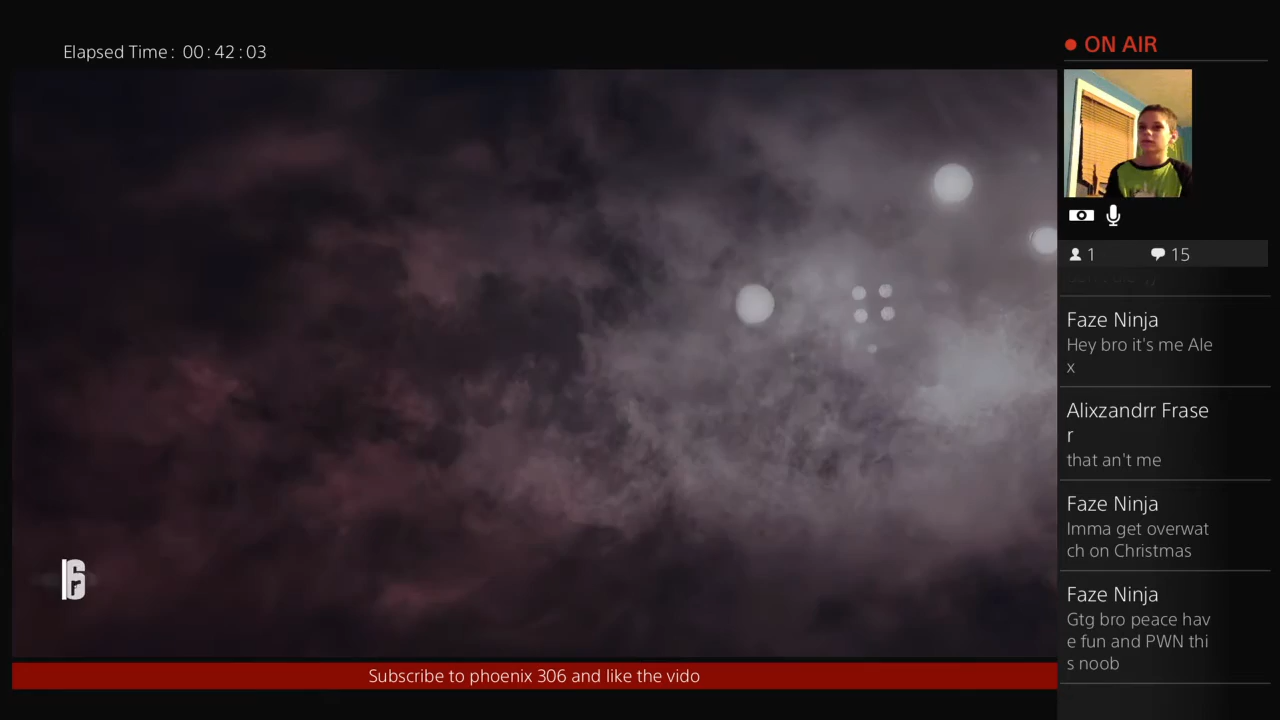 Elapsed Time: 00:42:03
ON AIR
1
15
Faze Ninja
Hey bro it's me Ale
x
Alixzandrr Frase
r
that an't me
Faze Ninja
Imma get overwat
ch on Christmas
Faze Ninja
Gtg bro peace hav
e fun and PWN thi
s noob
6
Subscribe to phoenix 306 and like the vido